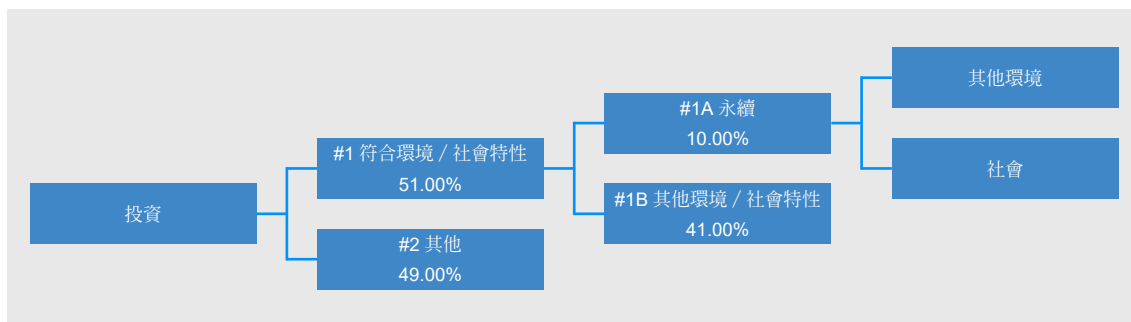 投資
#1 符合環境 / 社會特性
51.00%
#2 其他
49.00%
#1A 永續
10.00%
#1B 其他環境 / 社會特性
41.00%
其他環境
社會